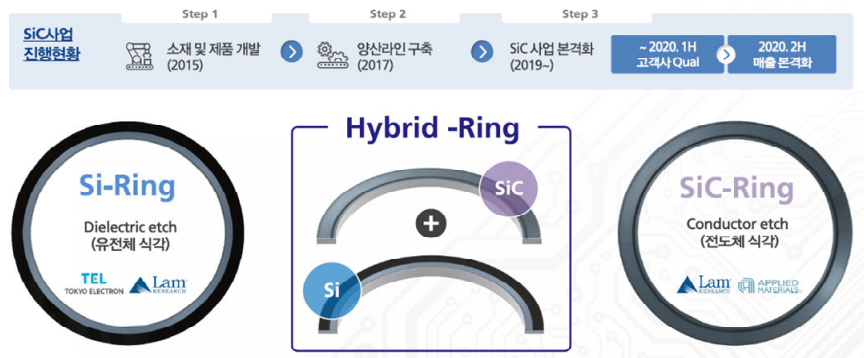 SiC사업
진행현황
Step 1
소재 및 제품 개발
(2015)
Step 2
양산라인 구축
(2017)
Step 3
SiC 사업 본격화
(2019~)
~ 2020. 1H
고객사 Qual
2020. 2H
매출 본격화
Si-Ring
Dielectric etch
(유전체 식각)
TEL
TOKYO ELECTRON
Lam
RESEARCH
Hybrid -Ring
SiC
+
Si
SiC-Ring
Conductor etch
(전도체 식각)
Lam
RESEARCH
APPLIED
MATERIALS